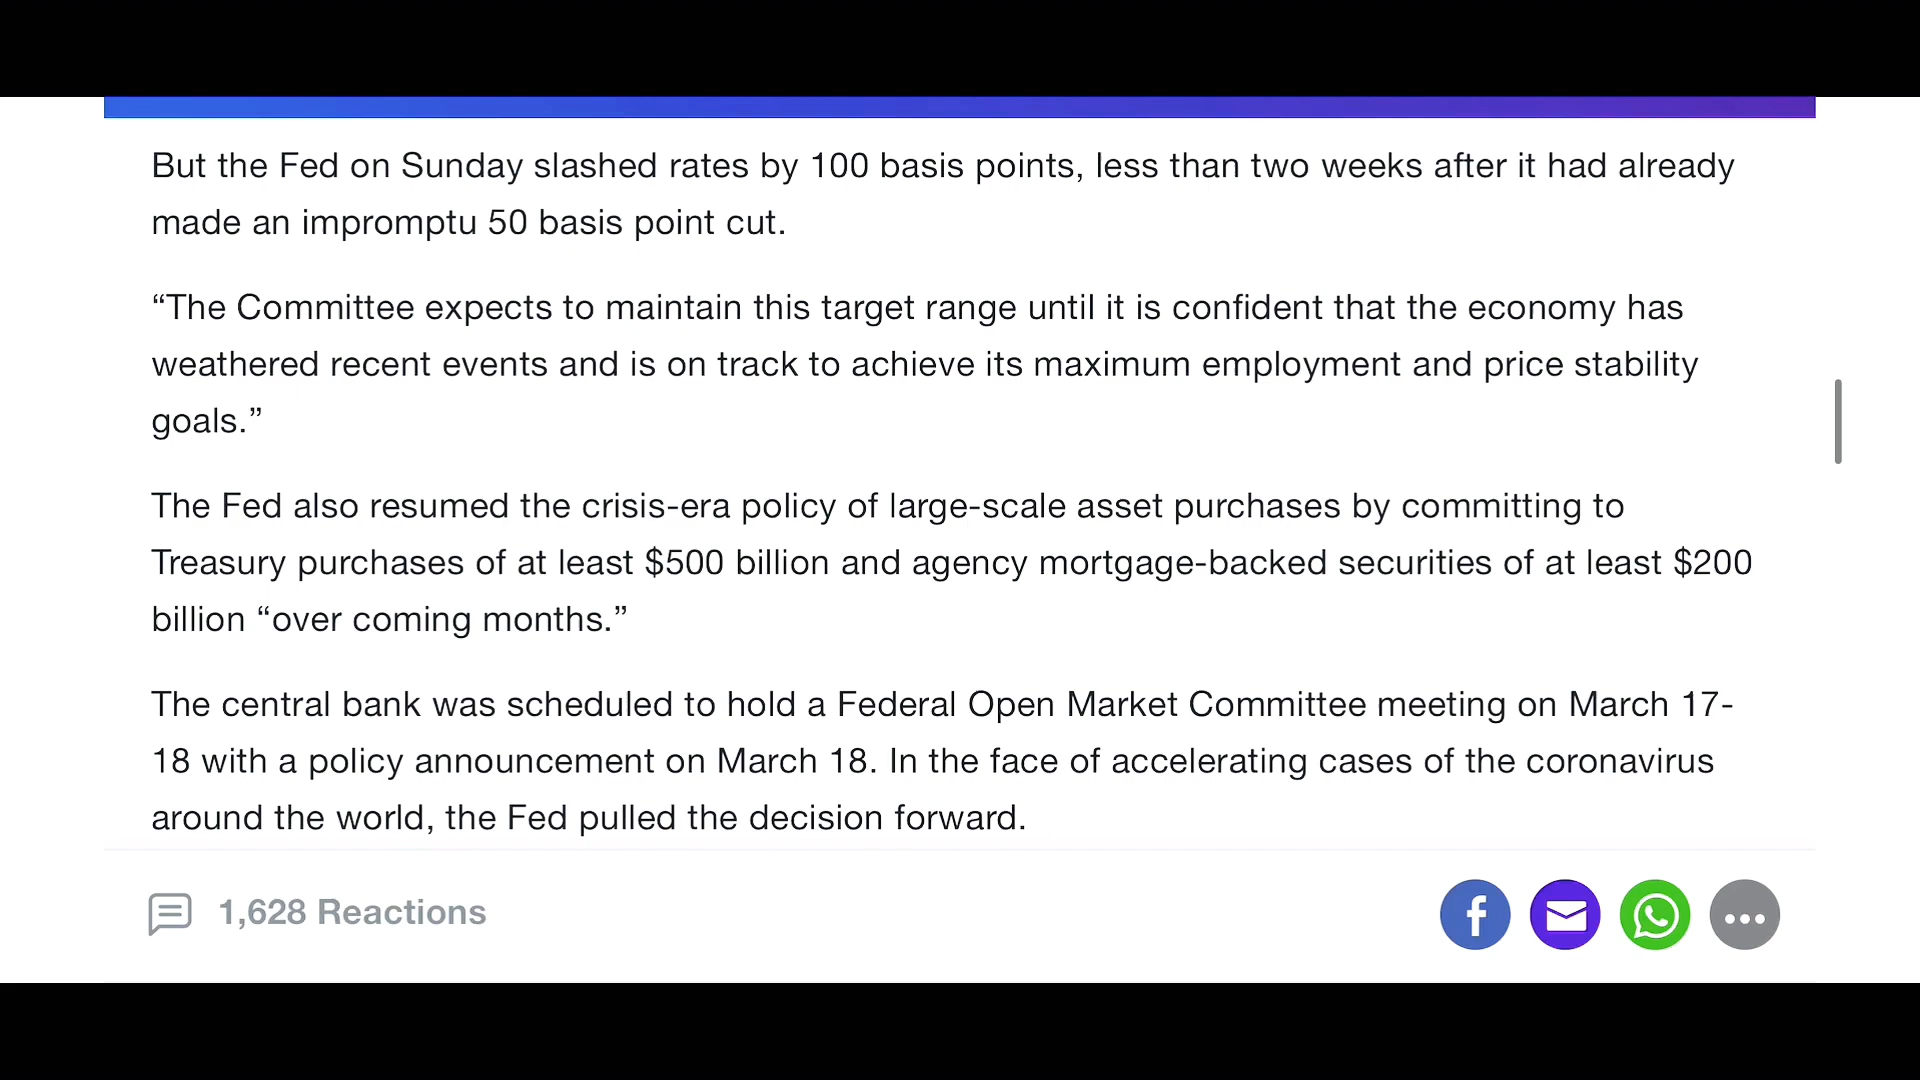 But the Fed on Sunday slashed rates by 100 basis points, less than two weeks after it had already
made an impromptu 50 basis point cut.
“The Committee expects to maintain this target range until it is confident that the economy has
weathered recent events and is on track to achieve its maximum employment and price stability
goals.”
The Fed also resumed the crisis-era policy of large-scale asset purchases by committing to
Treasury purchases of at least $500 billion and agency mortgage-backed securities of at least $200
billion “over coming months.”
The central bank was scheduled to hold a Federal Open Market Committee meeting on March 17-
18 with a policy announcement on March 18. In the face of accelerating cases of the coronavirus
around the world, the Fed pulled the decision forward.
1,628 Reactions